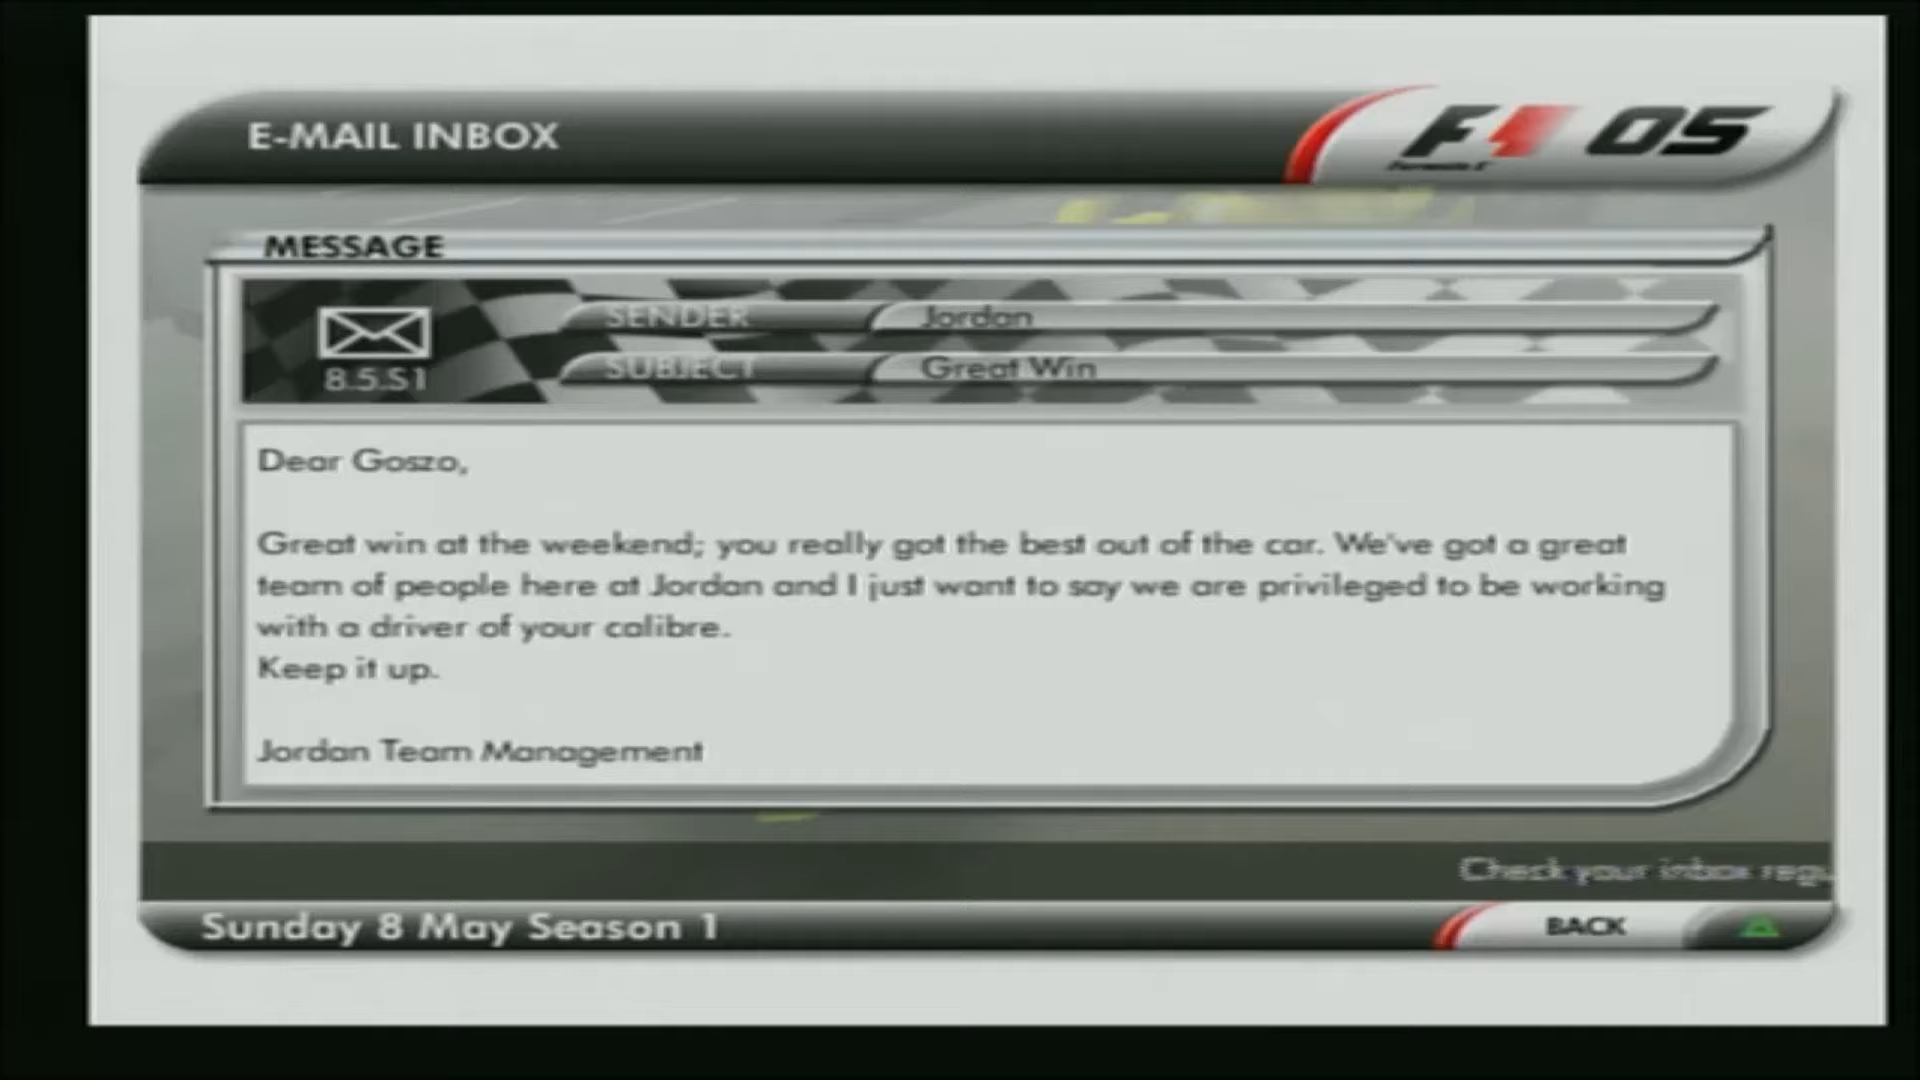 E-MAIL INBOX
F1 05
Formula 1
MESSAGE
SENDER Jordan
SUBJECT Great Win
8.5.S1
Dear Goszo,
Great win at the weekend; you really got the best out of the car. We've got a great
team of people here at Jordan and I just want to say we are privileged to be working
with a driver of your calibre.
Keep it up.
Jordan Team Management
Check your inbox regu
Sunday 8 May Season 1
BACK